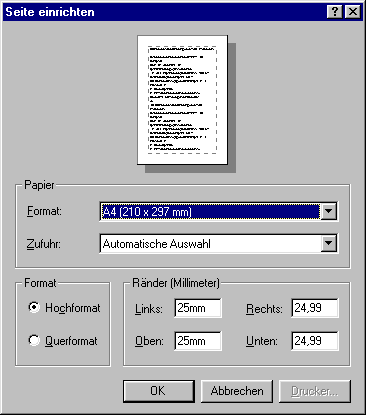 Seite einrichten
Papier
Format: A4 (210 x 297 mm)
Zufuhr: Automatische Auswahl
Format
Hochformat
Querformat
Ränder (Millimeter)
Links: 25mm Rechts: 24,99
Oben: 25mm Unten: 24,99
OK Abbrechen Drucker...